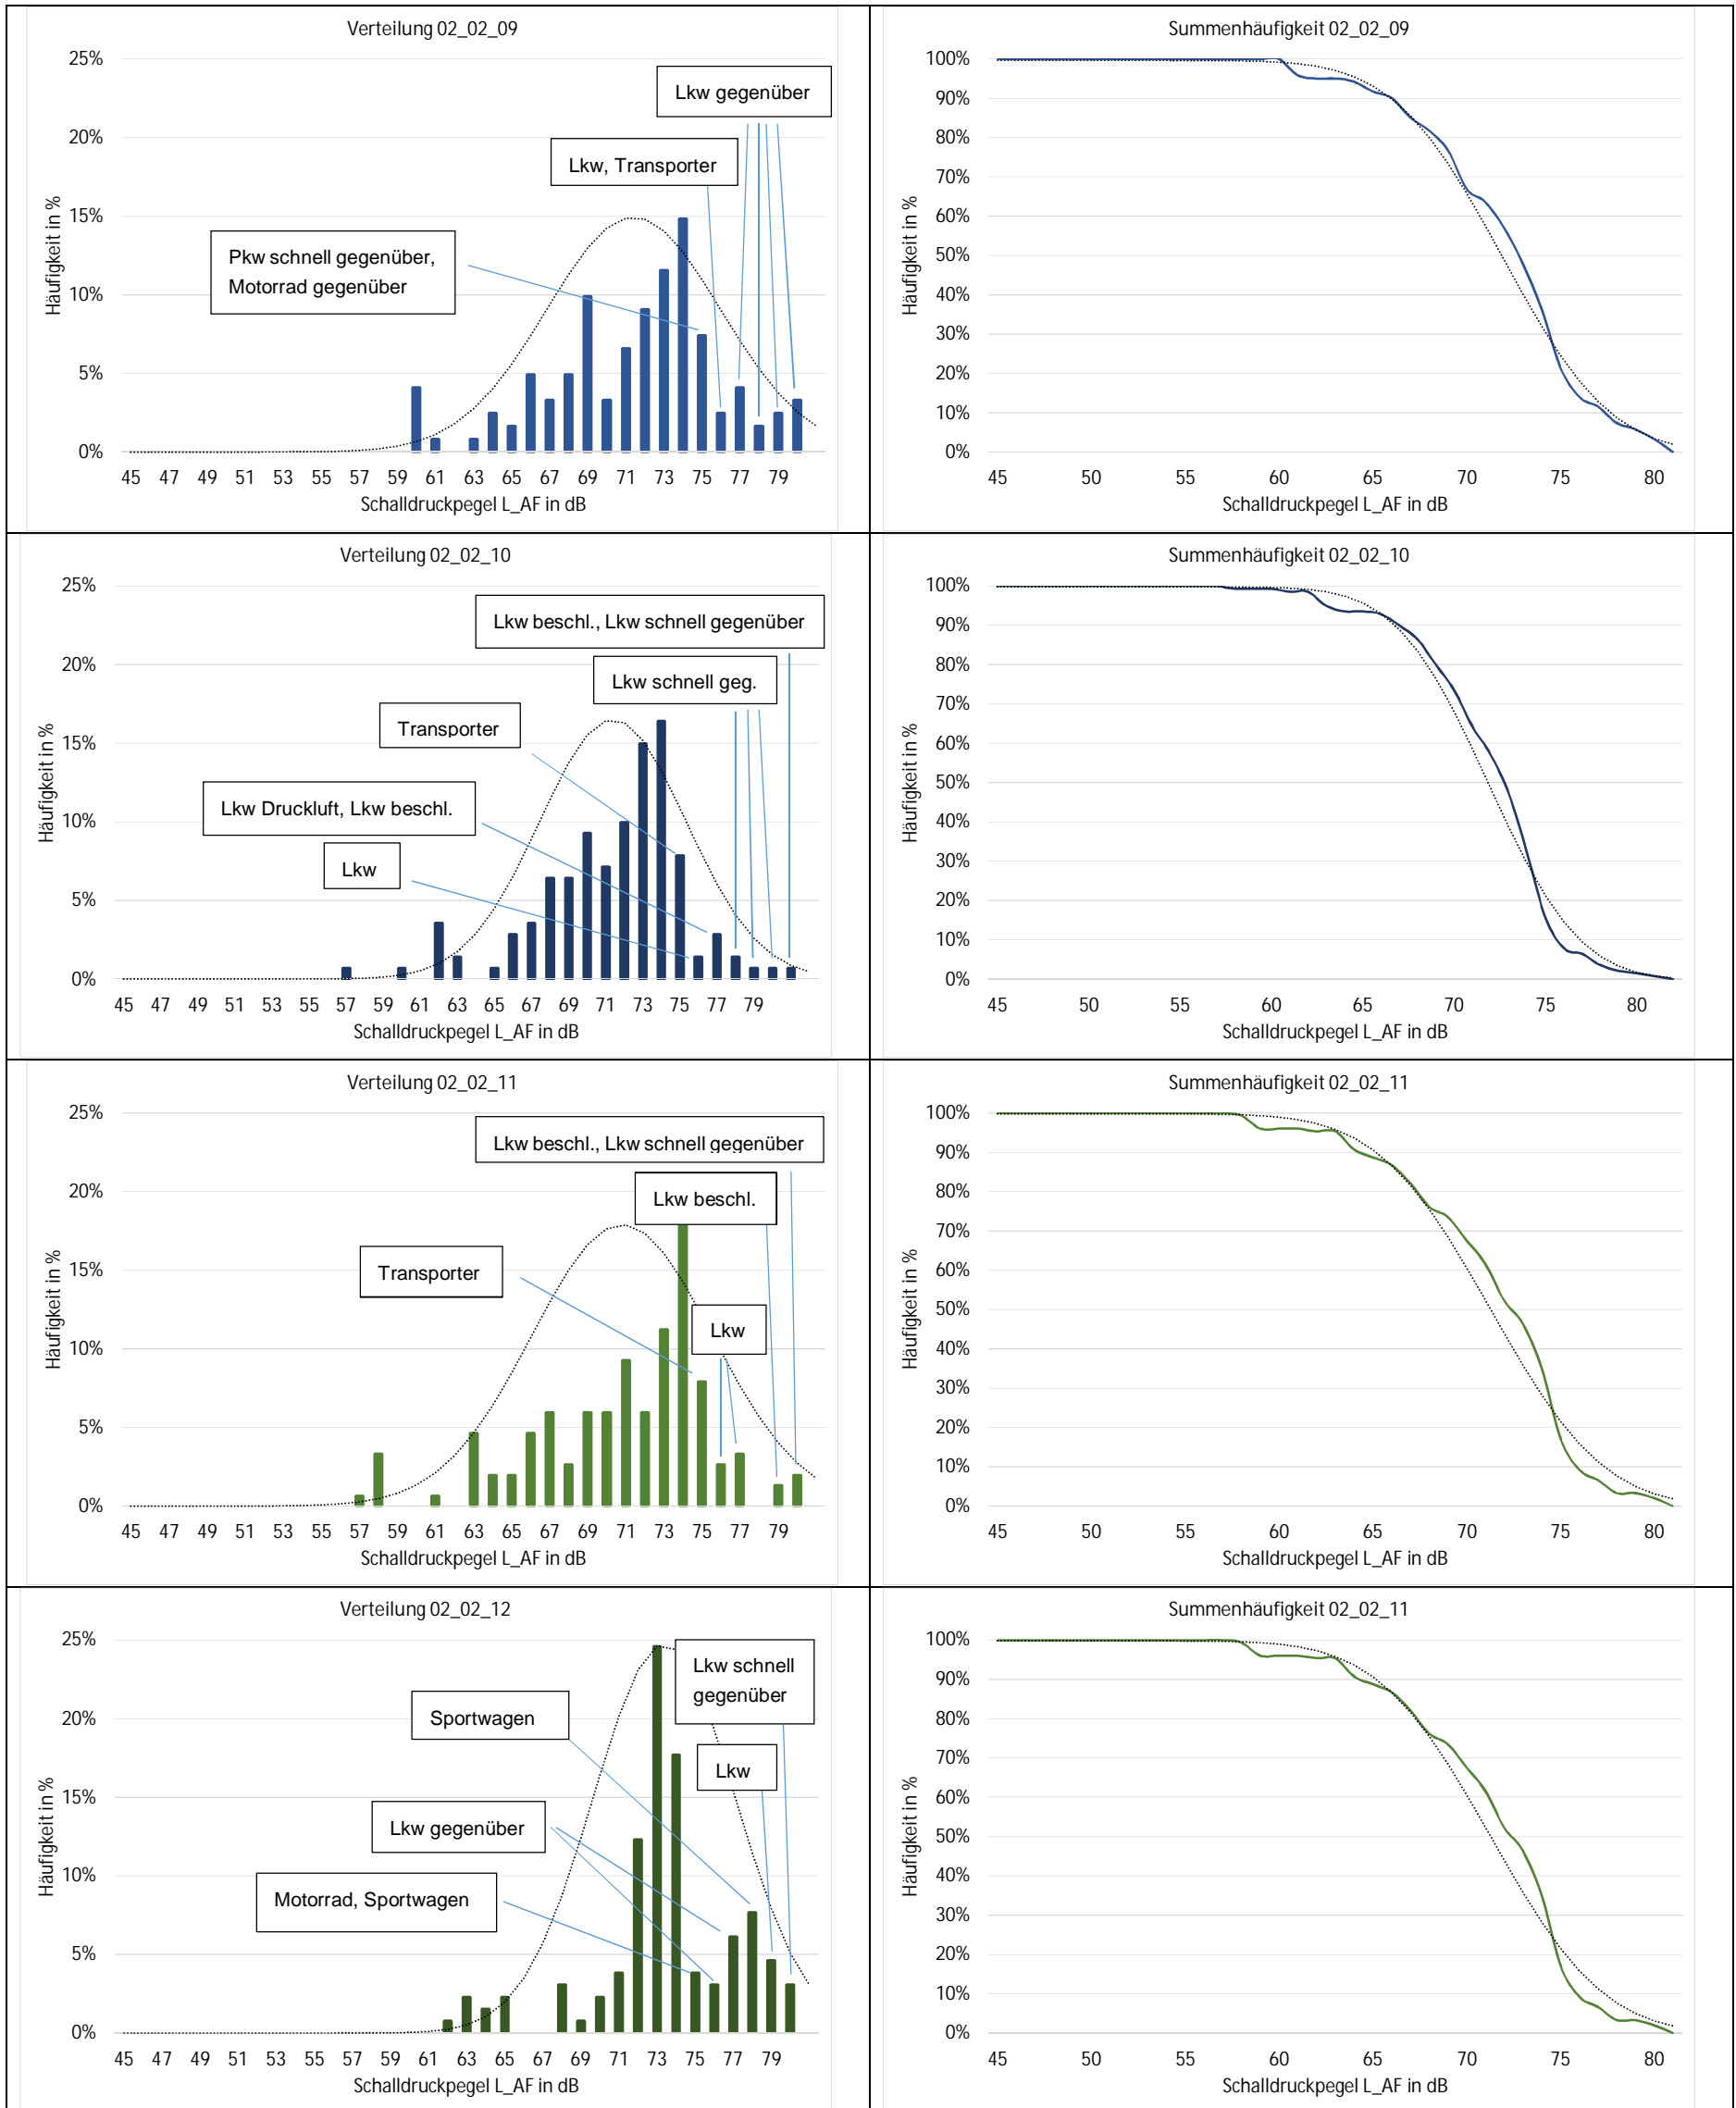 Verteilung 02_02_09
25%
20%
15%
10%
5%
0%
Häufigkeit in %
Lkw gegenüber
Lkw, Transporter
Pkw schnell gegenüber,
Motorrad gegenüber
45 47 49 51 53 55 57 59 61 63 65 67 69 71 73 75 77 79
Schalldruckpegel L_AF in dB
Summenhäufigkeit 02_02_09
100%
90%
80%
70%
60%
50%
40%
30%
20%
10%
0%
Häufigkeit in %
45 50 55 60 65 70 75 80
Schalldruckpegel L_AF in dB
Verteilung 02_02_10
25%
20%
15%
10%
5%
0%
Häufigkeit in %
Lkw beschl., Lkw schnell gegenüber
Lkw schnell geg.
Transporter
Lkw Druckluft, Lkw beschl.
Lkw
45 47 49 51 53 55 57 59 61 63 65 67 69 71 73 75 77 79
Schalldruckpegel L_AF in dB
Summenhäufigkeit 02_02_10
100%
90%
80%
70%
60%
50%
40%
30%
20%
10%
0%
Häufigkeit in %
45 50 55 60 65 70 75 80
Schalldruckpegel L_AF in dB
Verteilung 02_02_11
25%
20%
15%
10%
5%
0%
Häufigkeit in %
Lkw beschl., Lkw schnell gegenüber
Lkw beschl.
Transporter
Lkw
45 47 49 51 53 55 57 59 61 63 65 67 69 71 73 75 77 79
Schalldruckpegel L_AF in dB
Summenhäufigkeit 02_02_11
100%
90%
80%
70%
60%
50%
40%
30%
20%
10%
0%
Häufigkeit in %
45 50 55 60 65 70 75 80
Schalldruckpegel L_AF in dB
Verteilung 02_02_12
25%
20%
15%
10%
5%
0%
Häufigkeit in %
Lkw schnell
gegenüber
Sportwagen
Lkw
Lkw gegenüber
Motorrad, Sportwagen
45 47 49 51 53 55 57 59 61 63 65 67 69 71 73 75 77 79
Schalldruckpegel L_AF in dB
Summenhäufigkeit 02_02_11
100%
90%
80%
70%
60%
50%
40%
30%
20%
10%
0%
Häufigkeit in %
45 50 55 60 65 70 75 80
Schalldruckpegel L_AF in dB